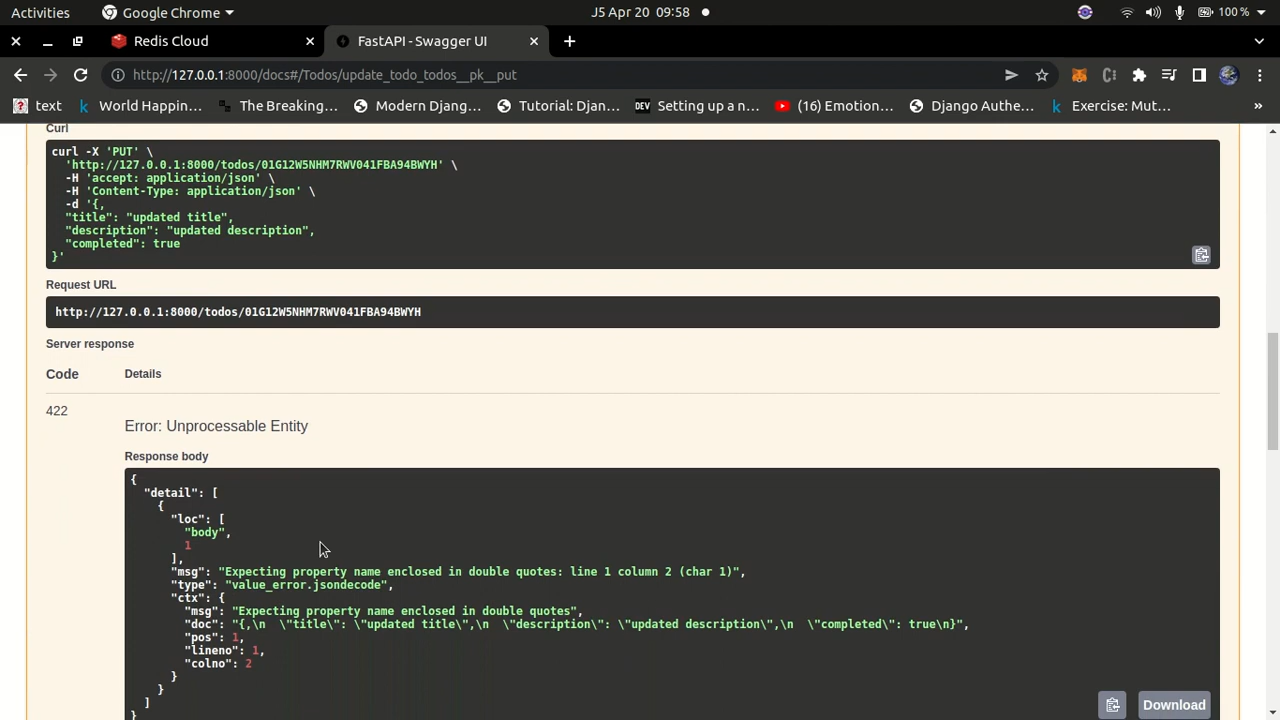 Activities Google Chrome J5 Apr 20 09:58 100 %
Redis Cloud FastAPI - Swagger UI
http://127.0.0.1:8000/docs#/Todos/update_todo_todos__pk__put
text World Happin... The Breaking... Modern Djang... Tutorial: Djan... DEV Setting up a n... (16) Emotion... Django Authe... Exercise: Mut... »
Curl
curl -X 'PUT' \
'http://127.0.0.1:8000/todos/01G12W5NHM7RWV041FBA94BWYH' \
-H 'accept: application/json' \
-H 'Content-Type: application/json' \
-d '{,
"title": "updated title",
"description": "updated description",
"completed": true
}'
Request URL
http://127.0.0.1:8000/todos/01G12W5NHM7RWV041FBA94BWYH
Server response
Code Details
422
Error: Unprocessable Entity
Response body
{
"detail": [
{
"loc": [
"body",
1
],
"msg": "Expecting property name enclosed in double quotes: line 1 column 2 (char 1)",
"type": "value_error.jsondecode",
"ctx": {
"msg": "Expecting property name enclosed in double quotes",
"doc": "{,\n  \"title\": \"updated title\",\n  \"description\": \"updated description\",\n  \"completed\": true\n}",
"pos": 1,
"lineno": 1,
"colno": 2
}
}
]
}
Download